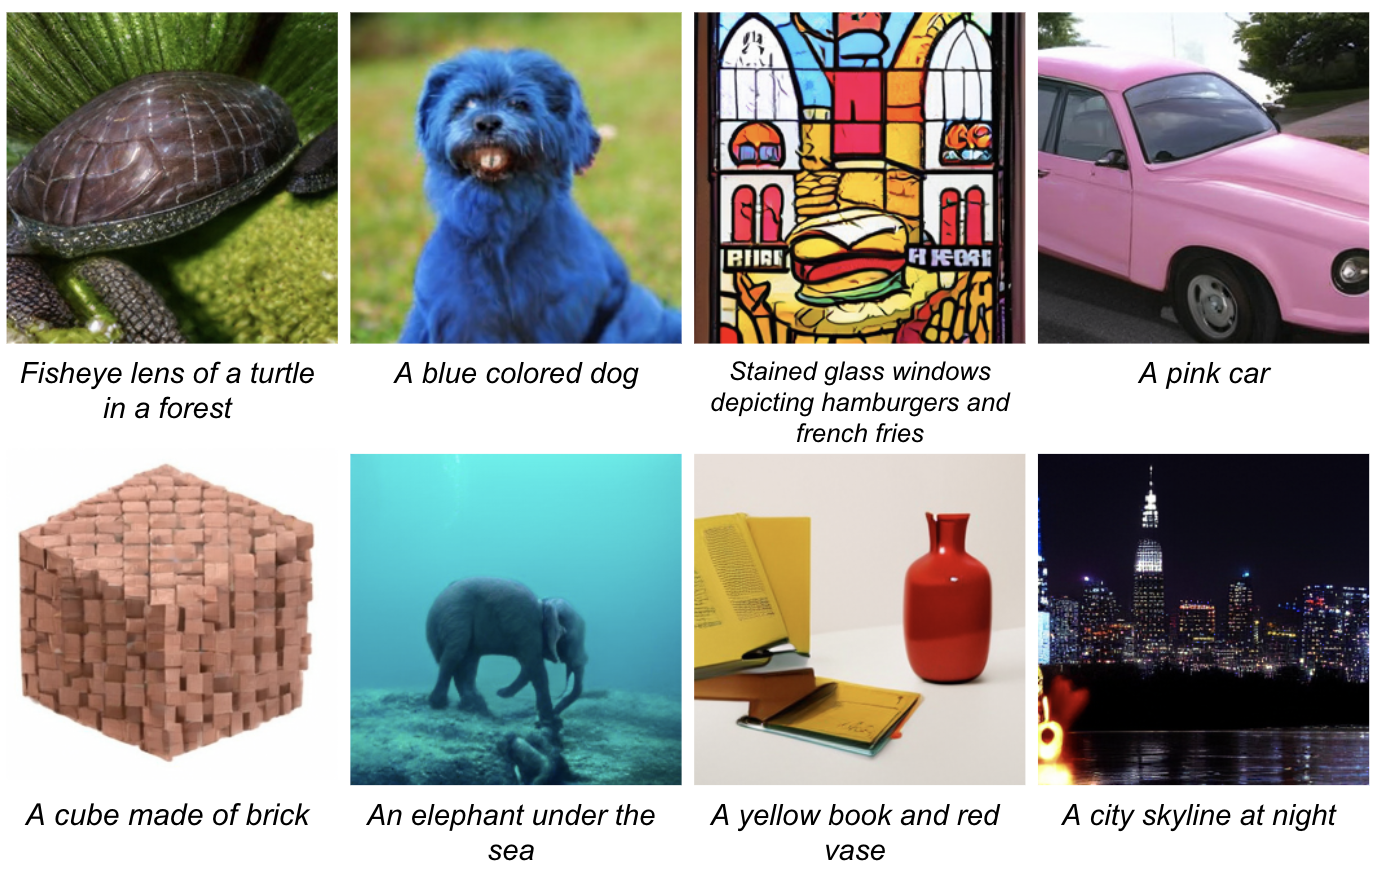 Fisheye lens of a turtle
in a forest
A blue colored dog
Stained glass windows
depicting hamburgers and
french fries
A pink car
A cube made of brick
An elephant under the
sea
A yellow book and red
vase
A city skyline at night